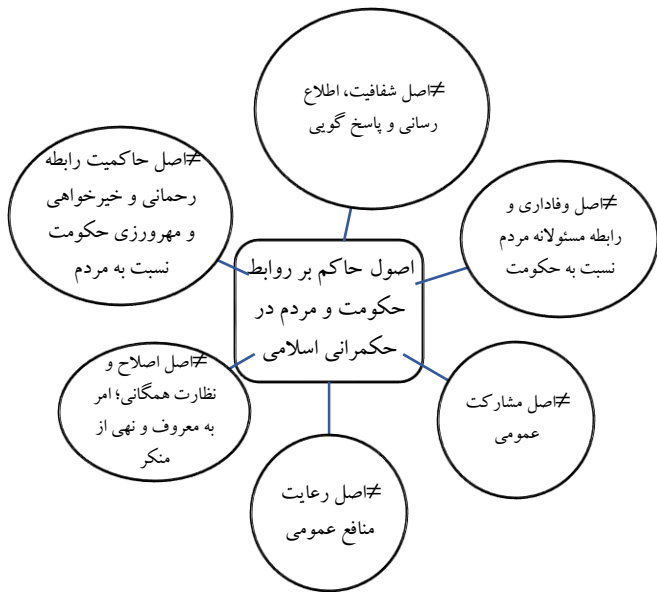 ≠اصل شفافیت، اطلاع
رسانی و پاسخ گویی
≠اصل وفاداری و
رابطه مسئولانه مردم
نسبت به حکومت
≠اصل مشارکت
عمومی
≠اصل رعایت
منافع عمومی
≠اصل اصلاح و
نظارت همگانی؛ امر
به معروف و نهی از
منکر
≠اصل حاکمیت رابطه
رحمانی و خیرخواهی
و مهرورزی حکومت
نسبت به مردم
اصول حاکم بر روابط
حکومت و مردم در
حکمرانی اسلامی